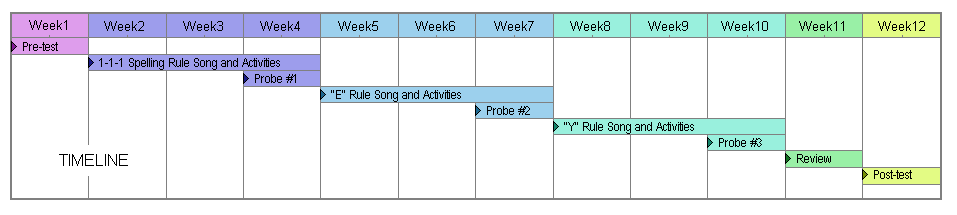 Week1 Week2 Week3 Week4 Week5 Week6 Week7 Week8 Week9 Week10 Week11 Week12
Pre-test
1-1-1 Spelling Rule Song and Activities
Probe #1
"E" Rule Song and Activities
Probe #2
"Y" Rule Song and Activities
Probe #3
TIMELINE
Review
Post-test